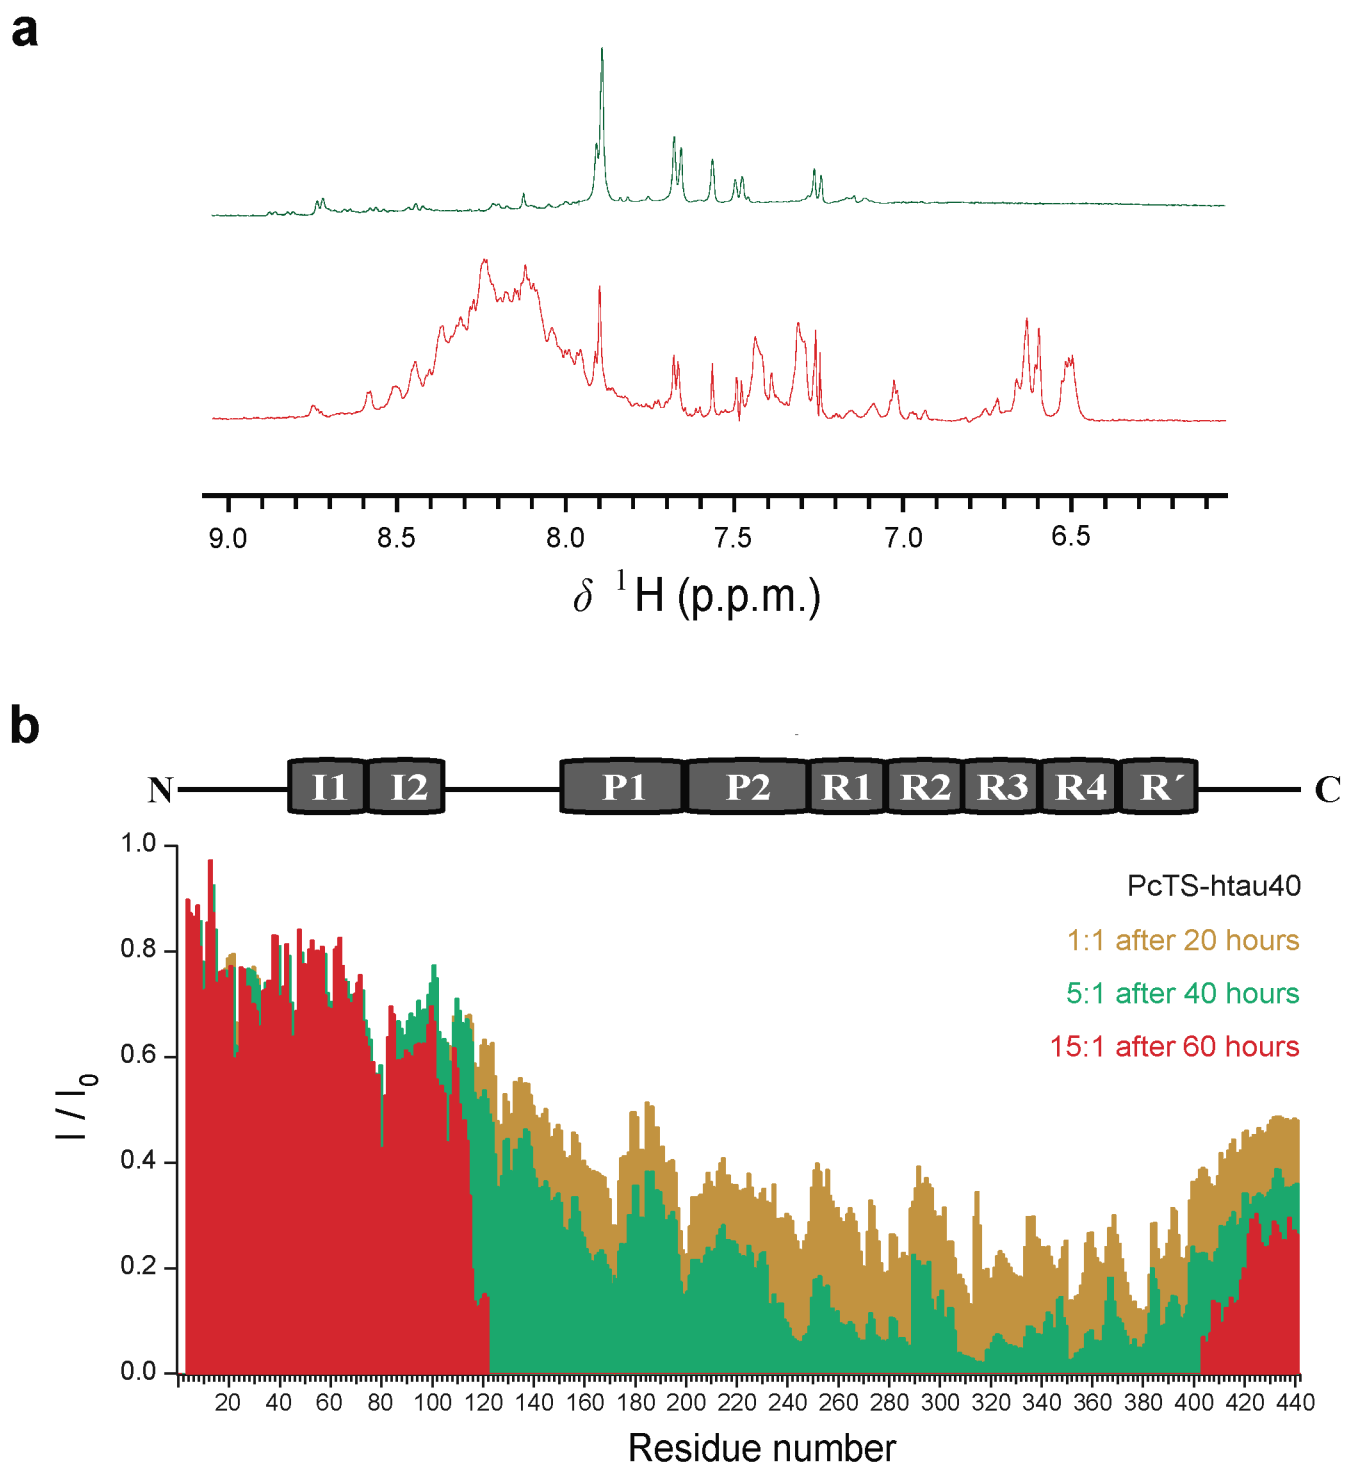 a
9.0 8.5 8.0 7.5 7.0 6.5
δ ¹H (p.p.m.)
b
N I1 I2 P1 P2 R1 R2 R3 R4 R´ C
1.0
0.8
0.6
0.4
0.2
0.0
I / I₀
PcTS-htau40
1:1 after 20 hours
5:1 after 40 hours
15:1 after 60 hours
20 40 60 80 100 120 140 160 180 200 220 240 260 280 300 320 340 360 380 400 420 440
Residue number